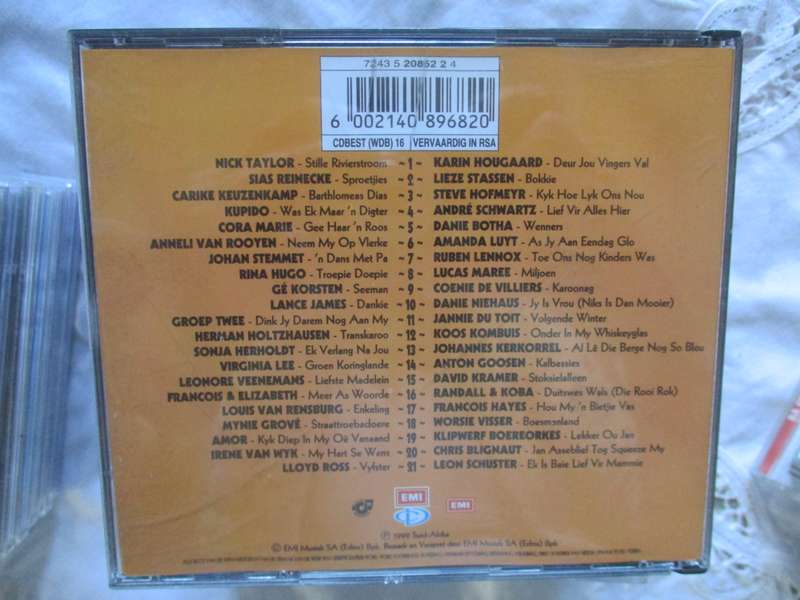 7243 5 20852 2 4
6 002140 896820
CDBEST (WDB) 16 VERVAARDIG IN RSA
NICK TAYLOR - Stille Rivierstroom ~ 1 ~ KARIN HOUGAARD - Deur Jou Vingers Val
SIAS REINECKE - Sproetjies ~ 2 ~ LIEZE STASSEN - Bokkie
CARIKE KEUZENKAMP - Barthlomeas Dias ~ 3 ~ STEVE HOFMEYR - Kyk Hoe Lyk Ons Nou
KUPIDO - Was Ek Maar 'n Digter ~ 4 ~ ANDRÉ SCHWARTZ - Lief Vir Alles Hier
CORA MARIE - Gee Haar 'n Roos ~ 5 ~ DANIE BOTHA - Wenners
ANNELI VAN ROOYEN - Neem My Op Vlerke ~ 6 ~ AMANDA LUYT - As Jy Aan Eendag Glo
JOHAN STEMMET - 'n Dans Met Pa ~ 7 ~ RUBEN LENNOX - Toe Ons Nog Kinders Was
RINA HUGO - Troepie Doepie ~ 8 ~ LUCAS MAREE - Miljoen
GÉ KORSTEN - Seeman ~ 9 ~ COENIE DE VILLIERS - Karoonag
LANCE JAMES - Dankie ~ 10 ~ DANIE NIEHAUS - Jy Is Vrou (Niks Is Dan Mooier)
GROEP TWEE - Dink Jy Darem Nog Aan My ~ 11 ~ JANNIE DU TOIT - Volgende Winter
HERMAN HOLTZHAUSEN - Transkaroo ~ 12 ~ KOOS KOMBUIS - Onder In My Whiskeyglas
SONJA HERHOLDT - Ek Verlang Na Jou ~ 13 ~ JOHANNES KERKORREL - Al Lê Die Berge Nog So Blou
VIRGINIA LEE - Groen Koringlande ~ 14 ~ ANTON GOOSEN - Kalbessies
LEONORE VEENEMANS - Liefste Madelein ~ 15 ~ DAVID KRAMER - Stoksielalleen
FRANCOIS & ELIZABETH - Meer As Woorde ~ 16 ~ RANDALL & KOBA - Duitswes Wals (Die Rooi Rok)
LOUIS VAN RENSBURG - Enkeling ~ 17 ~ FRANCOIS HAYES - Hou My 'n Bietjie Vas
MYNIE GROVÉ - Straattroebadoere ~ 18 ~ WORSIE VISSER - Boesmanland
AMOR - Kyk Diep In My Oë Vanaand ~ 19 ~ KLIPWERF BOEREORKES - Lekker Ou Jan
IRENE VAN WYK - My Hart Se Wens ~ 20 ~ CHRIS BLIGNAUT - Jan Asseblief Tog Squeeze My
LLOYD ROSS - Vyfster ~ 21 ~ LEON SCHUSTER - Ek Is Baie Lief Vir Mammie
EMI EMI
℗ 1999 Suid-Afrika
© EMI Musiek SA (Edms) Bpk. Bemark en Versprei deur EMI Musiek SA (Edms) Bpk